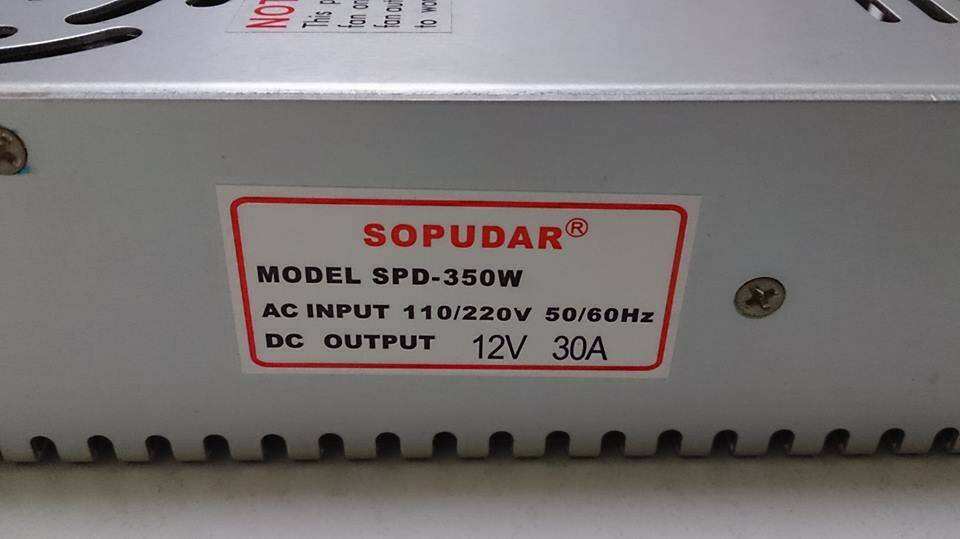 NOT
This p
fan on
fan aut
to wo
SOPUDAR®
MODEL SPD-350W
AC INPUT 110/220V 50/60Hz
DC OUTPUT 12V 30A